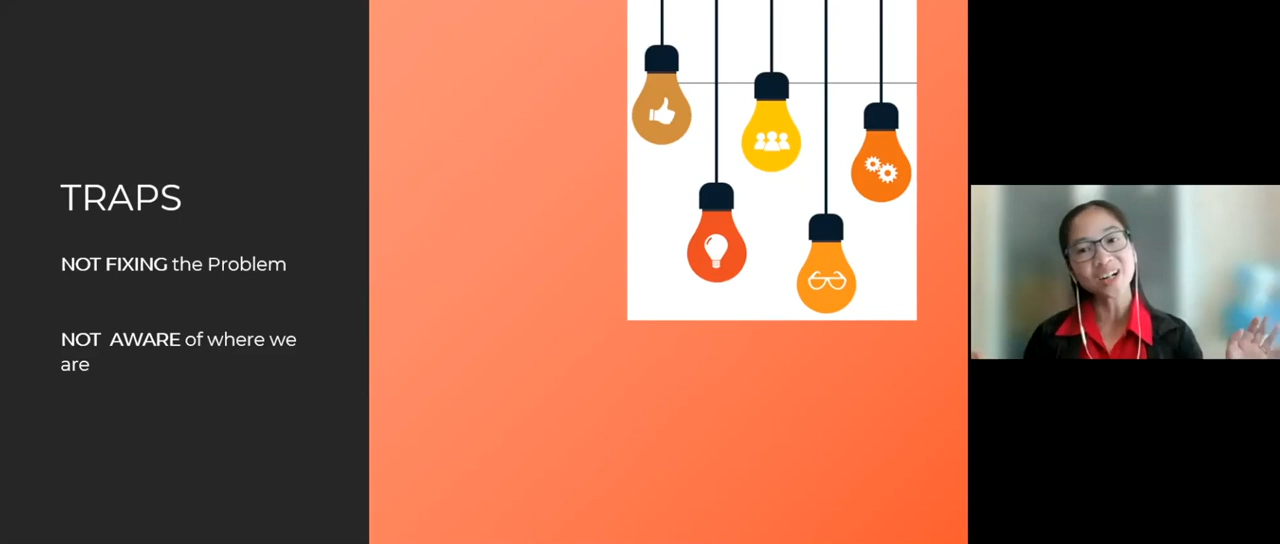 TRAPS
NOT FIXING the Problem
NOT AWARE of where we
are